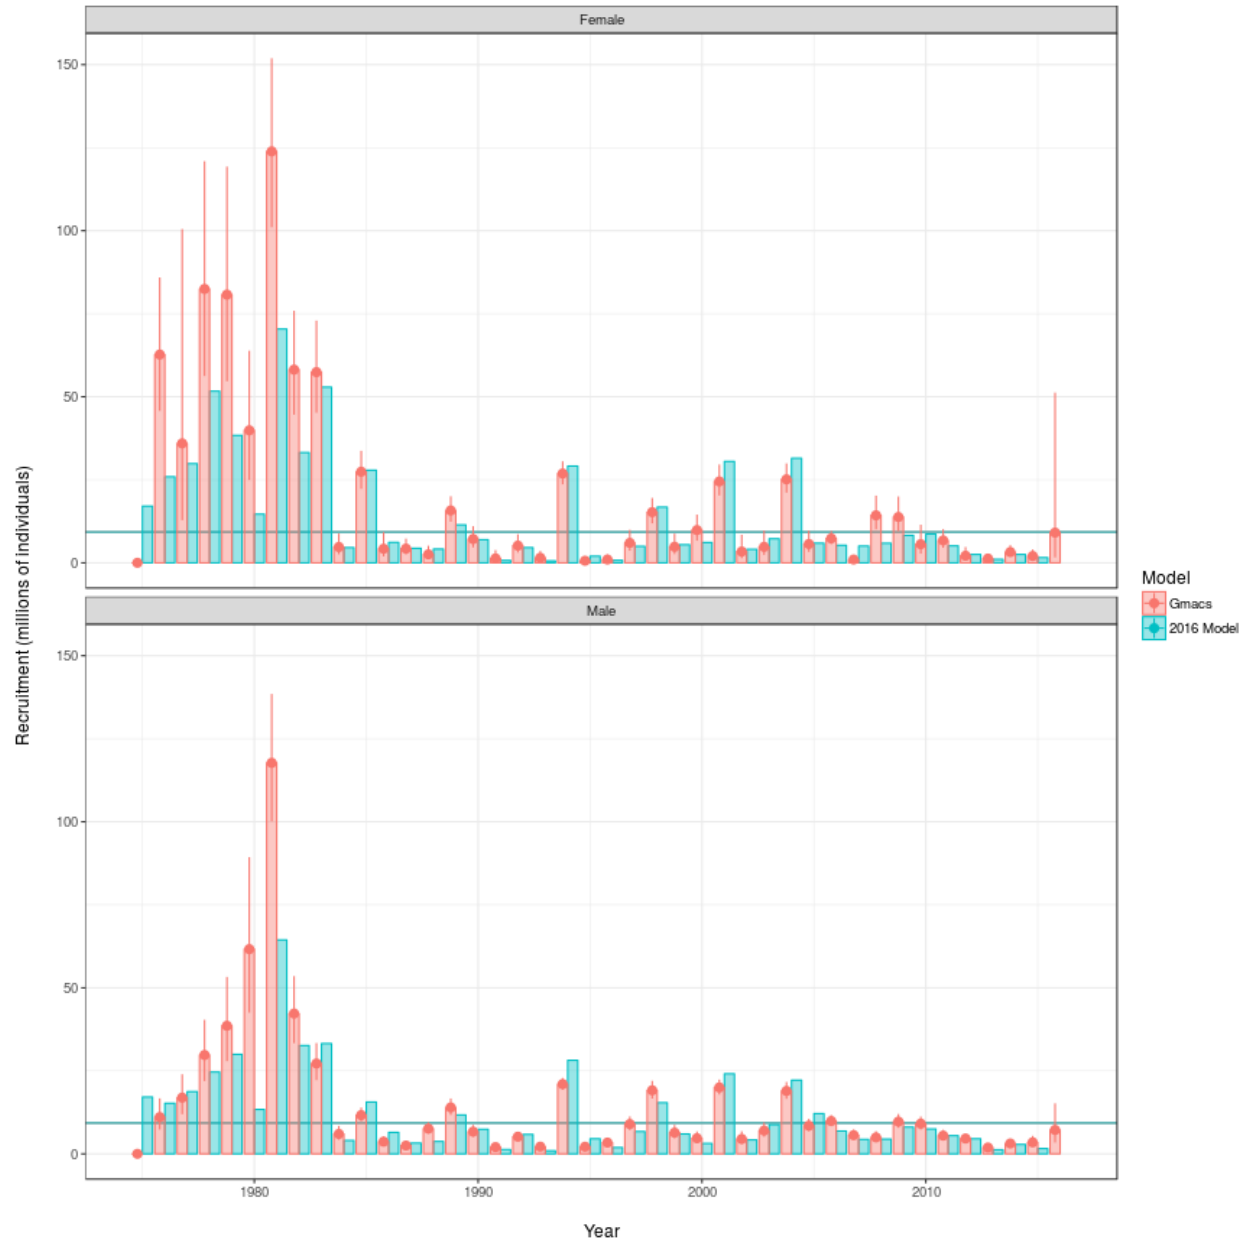 Female
150
100
50
0
Male
150
100
50
0
1980 1990 2000 2010
Year
Recruitment (millions of individuals)
Model
Gmacs
2016 Model